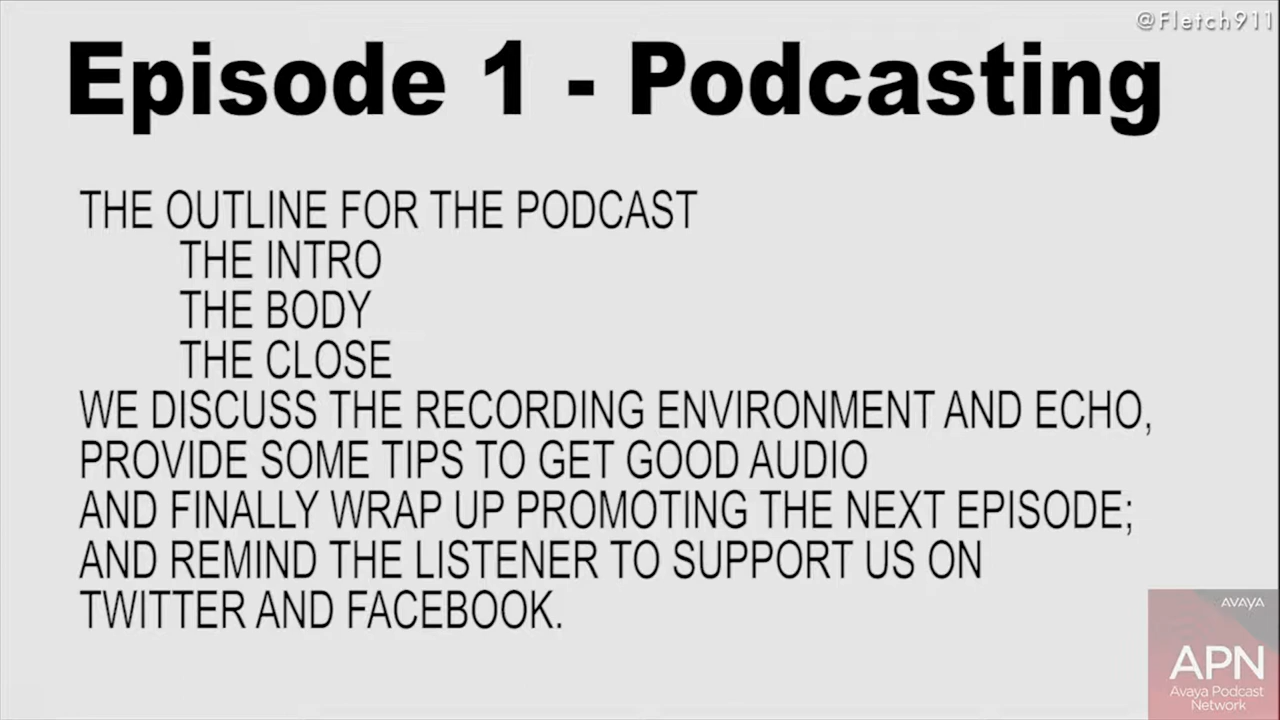 @Fletch911
Episode 1 - Podcasting
THE OUTLINE FOR THE PODCAST
THE INTRO
THE BODY
THE CLOSE
WE DISCUSS THE RECORDING ENVIRONMENT AND ECHO,
PROVIDE SOME TIPS TO GET GOOD AUDIO
AND FINALLY WRAP UP PROMOTING THE NEXT EPISODE;
AND REMIND THE LISTENER TO SUPPORT US ON
TWITTER AND FACEBOOK.
AVAYA
APN
Avaya Podcast
Network